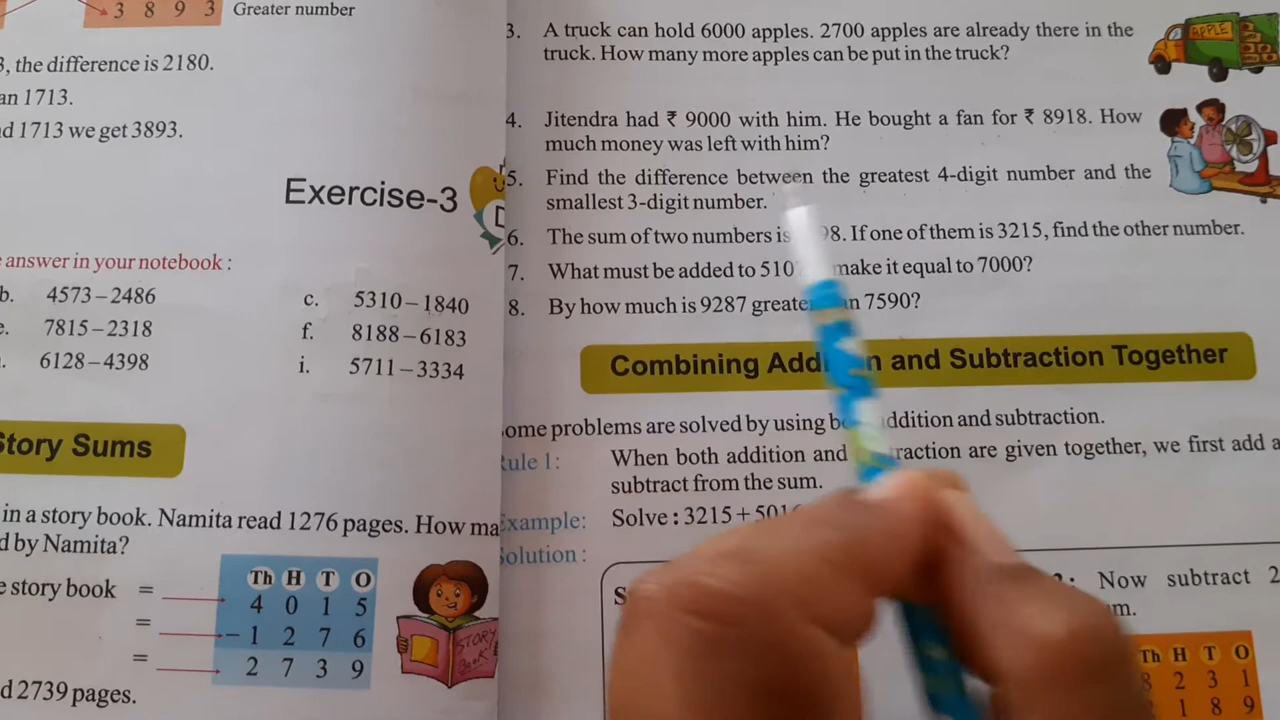 3 8 9 3 Greater number
3, the difference is 2180.
an 1713.
d 1713 we get 3893.
Exercise-3
answer in your notebook :
b. 4573 – 2486
c. 5310 – 1840
e. 7815 – 2318
f. 8188 – 6183
6128 – 4398
i. 5711 – 3334
Story Sums
in a story book. Namita read 1276 pages. How ma
d by Namita?
e story book =
=
=
Th H T O
4 0 1 5
– 1 2 7 6
2 7 3 9
STORY
Book
d 2739 pages.
3. A truck can hold 6000 apples. 2700 apples are already there in the
truck. How many more apples can be put in the truck?
APPLE
4. Jitendra had ₹ 9000 with him. He bought a fan for ₹ 8918. How
much money was left with him?
5. Find the difference between the greatest 4-digit number and the
smallest 3-digit number.
6. The sum of two numbers is 98. If one of them is 3215, find the other number.
7. What must be added to 510 make it equal to 7000?
8. By how much is 9287 greate n 7590?
Combining Add n and Subtraction Together
ome problems are solved by using b addition and subtraction.
Rule 1: When both addition and raction are given together, we first add a
subtract from the sum.
Example: Solve : 3215 + 501
Solution :
S
2: Now subtract 2
m.
Th H T O
8 2 3 1
1 8 9